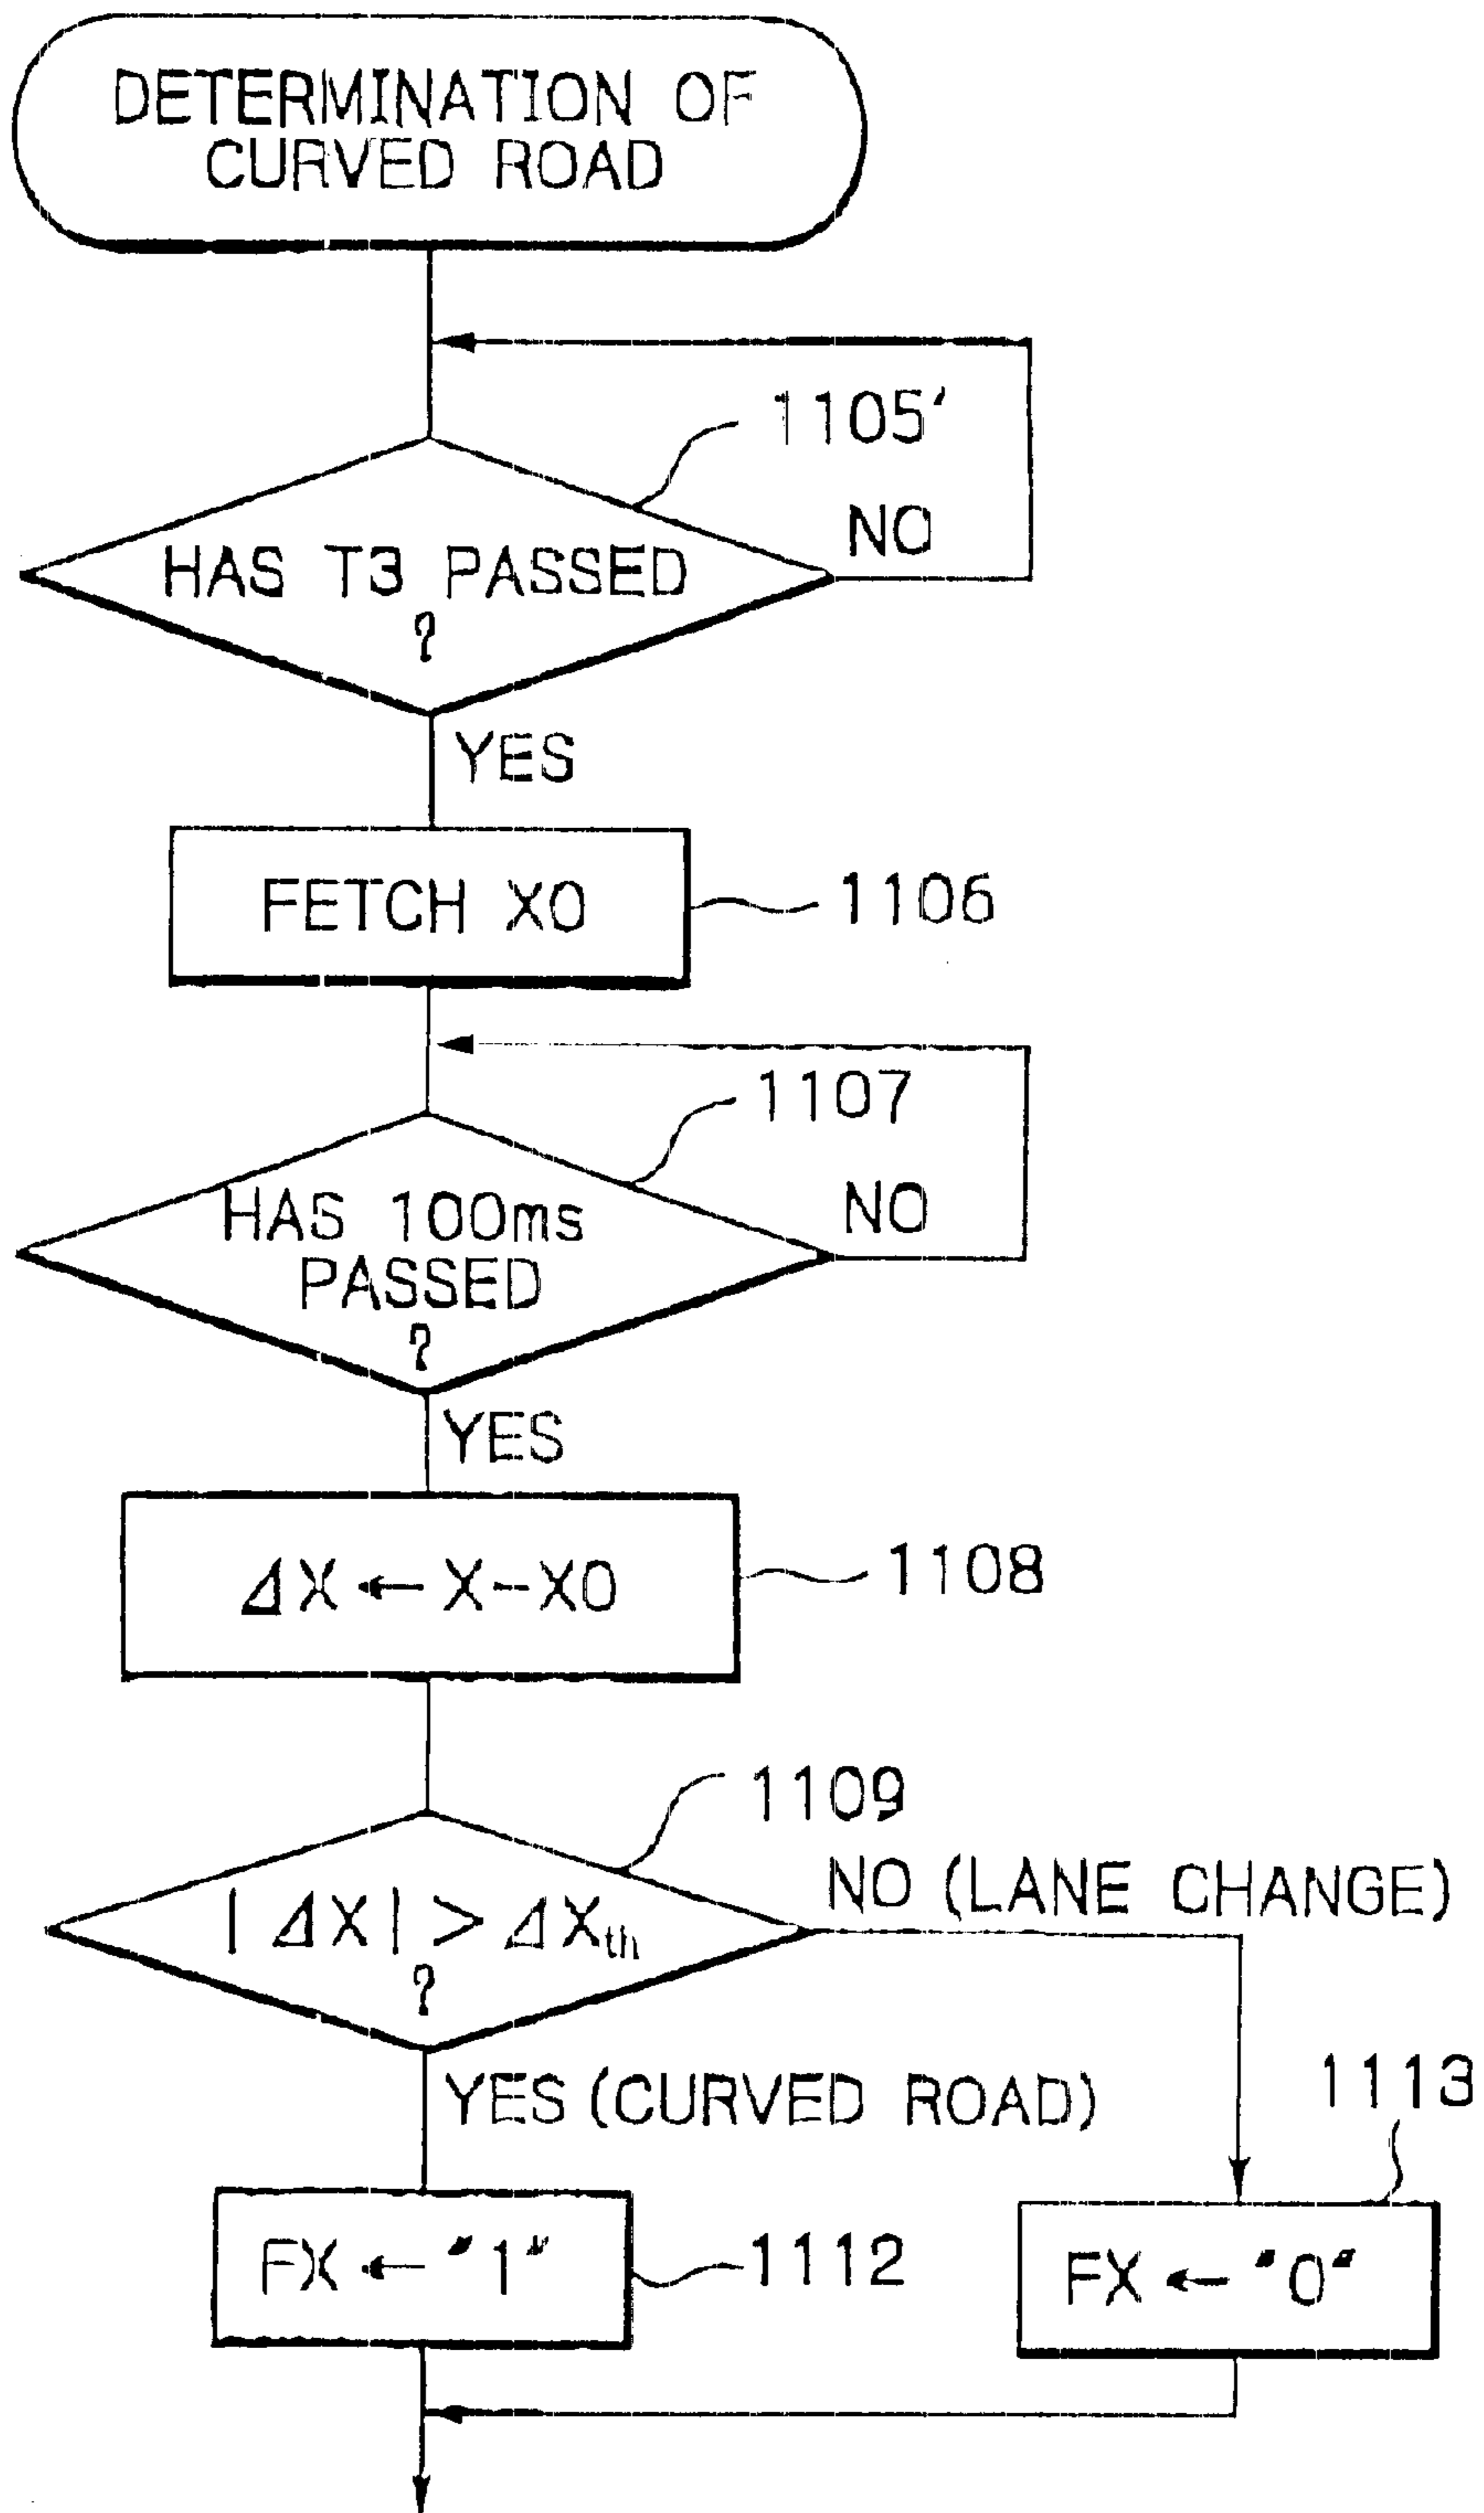 DETERMINATION OF
CURVED ROAD
1105'
NO
HAS T3 PASSED
?
YES
FETCH X0
1106
1107
NO
HAS 100ms
PASSED
?
YES
ΔX ← X-X0
1108
1109
NO (LANE CHANGE)
|ΔX| > ΔXth
?
YES (CURVED ROAD)
1113
FX ← "1"
1112
FX ← "0"